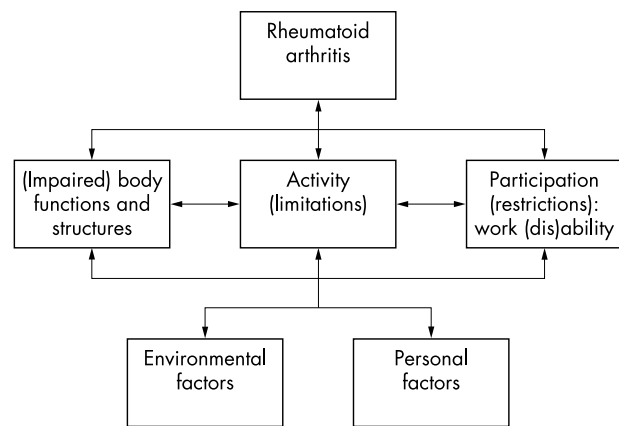 Rheumatoid
arthritis
(Impaired) body
functions and
structures
Activity
(limitations)
Participation
(restrictions):
work (dis)ability
Environmental
factors
Personal
factors